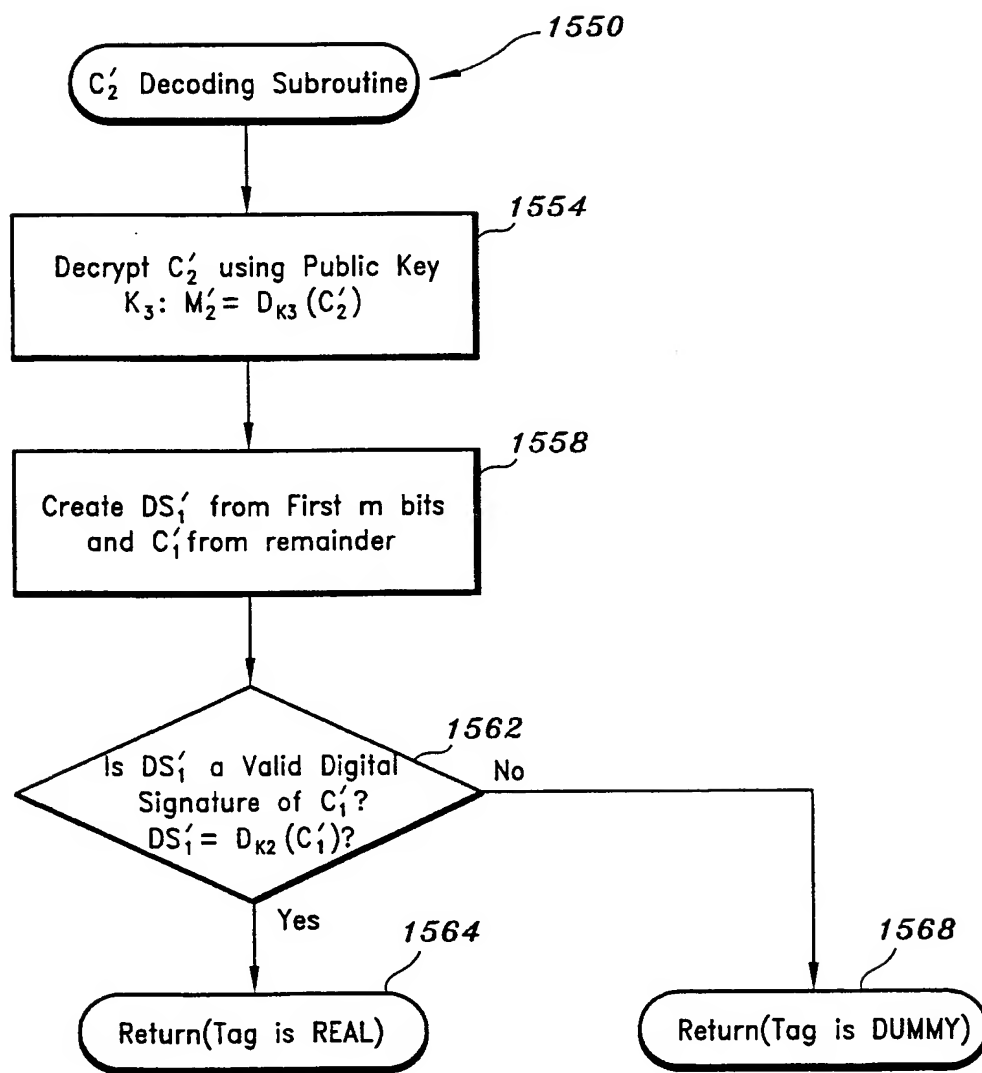 1550
C₂′ Decoding Subroutine
1554
Decrypt C₂′ using Public Key
K₃: M₂′ = D_K3 (C₂′)
1558
Create DS₁′ from First m bits
and C₁′ from remainder
1562
Is DS₁′ a Valid Digital
Signature of C₁′?
DS₁′ = D_K2 (C₁′)?
No
Yes
1564
Return(Tag is REAL)
1568
Return(Tag is DUMMY)